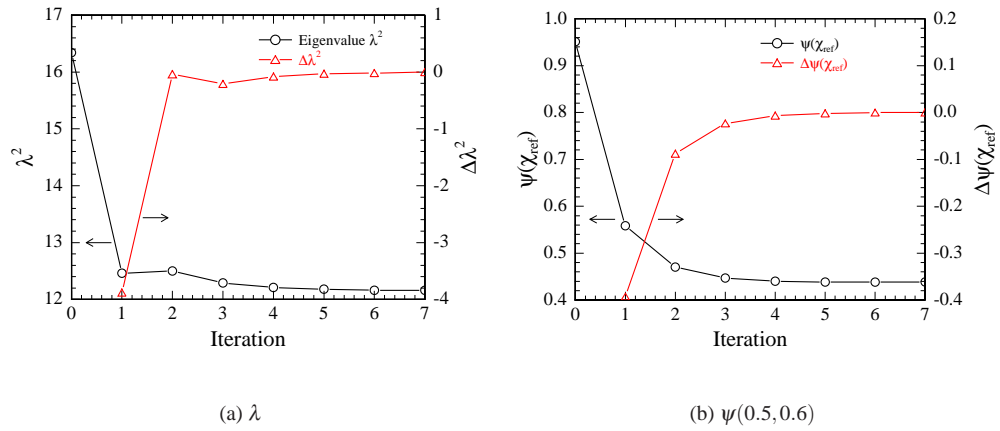 17
16
15
14
13
12
λ²
Eigenvalue λ²
Δλ²
1
0
-1
-2
-3
-4
Δλ²
0 1 2 3 4 5 6 7
Iteration
(a) λ
1.0
0.9
0.8
0.7
0.6
0.5
0.4
ψ(χref)
ψ(χref)
Δψ(χref)
0.2
0.1
0.0
-0.1
-0.2
-0.3
-0.4
Δψ(χref)
0 1 2 3 4 5 6 7
Iteration
(b) ψ(0.5, 0.6)